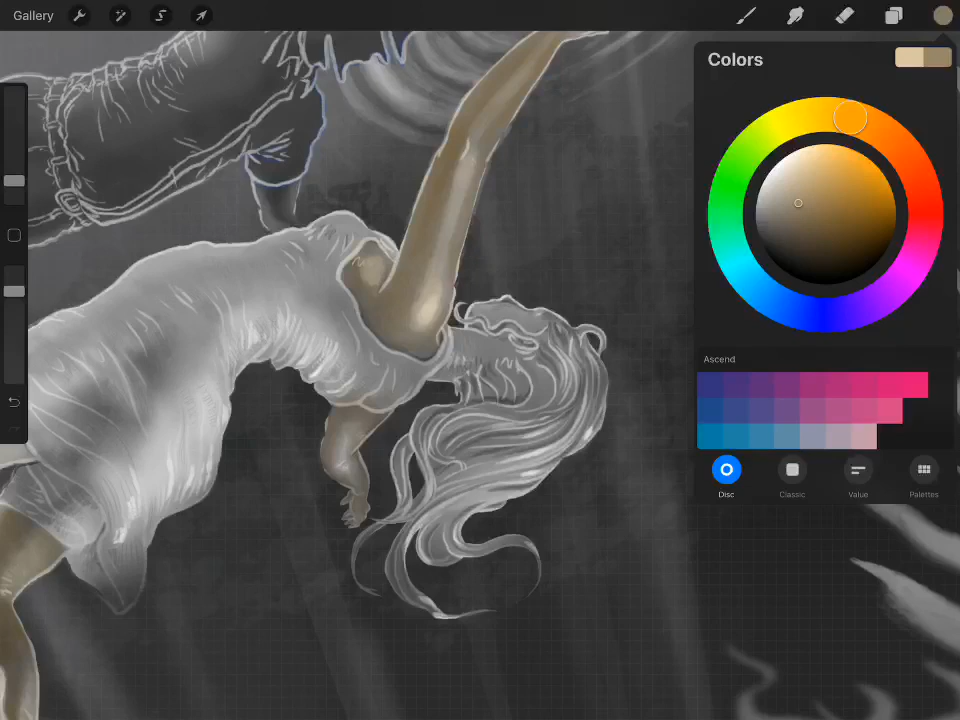 Gallery
Colors
Ascend
Disc
Classic
Value
Palettes